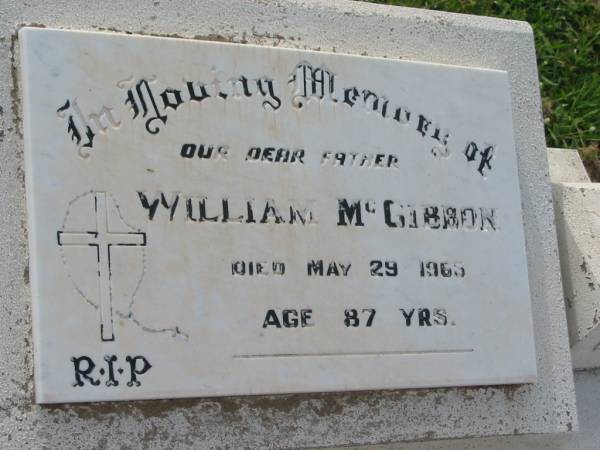 In Loving Memory of
OUR DEAR FATHER
WILLIAM McGIBBON
DIED MAY 29 1965
AGE 87 YRS.
R.I.P